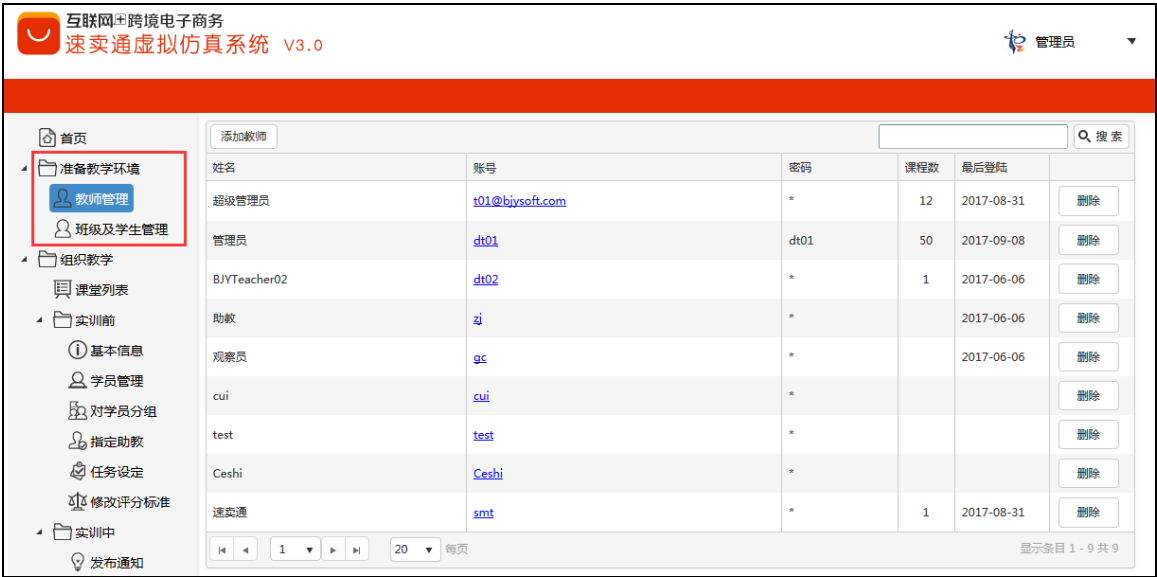 互联网+跨境电子商务
速卖通虚拟仿真系统 V3.0
管理员
首页
准备教学环境
教师管理
班级及学生管理
组织教学
课堂列表
实训前
基本信息
学员管理
对学员分组
指定助教
任务设定
修改评分标准
实训中
发布通知
添加教师 搜 索
姓名 账号 密码 课程数 最后登陆
超级管理员 t01@bjysoft.com * 12 2017-08-31 删除
管理员 dt01 dt01 50 2017-09-08 删除
BJYTeacher02 dt02 * 1 2017-06-06 删除
助教 zj * 2017-06-06 删除
观察员 gc * 2017-06-06 删除
cui cui * 删除
test test * 删除
Ceshi Ceshi * 删除
速卖通 smt * 1 2017-08-31 删除
1 20 每页 显示条目 1 - 9 共 9